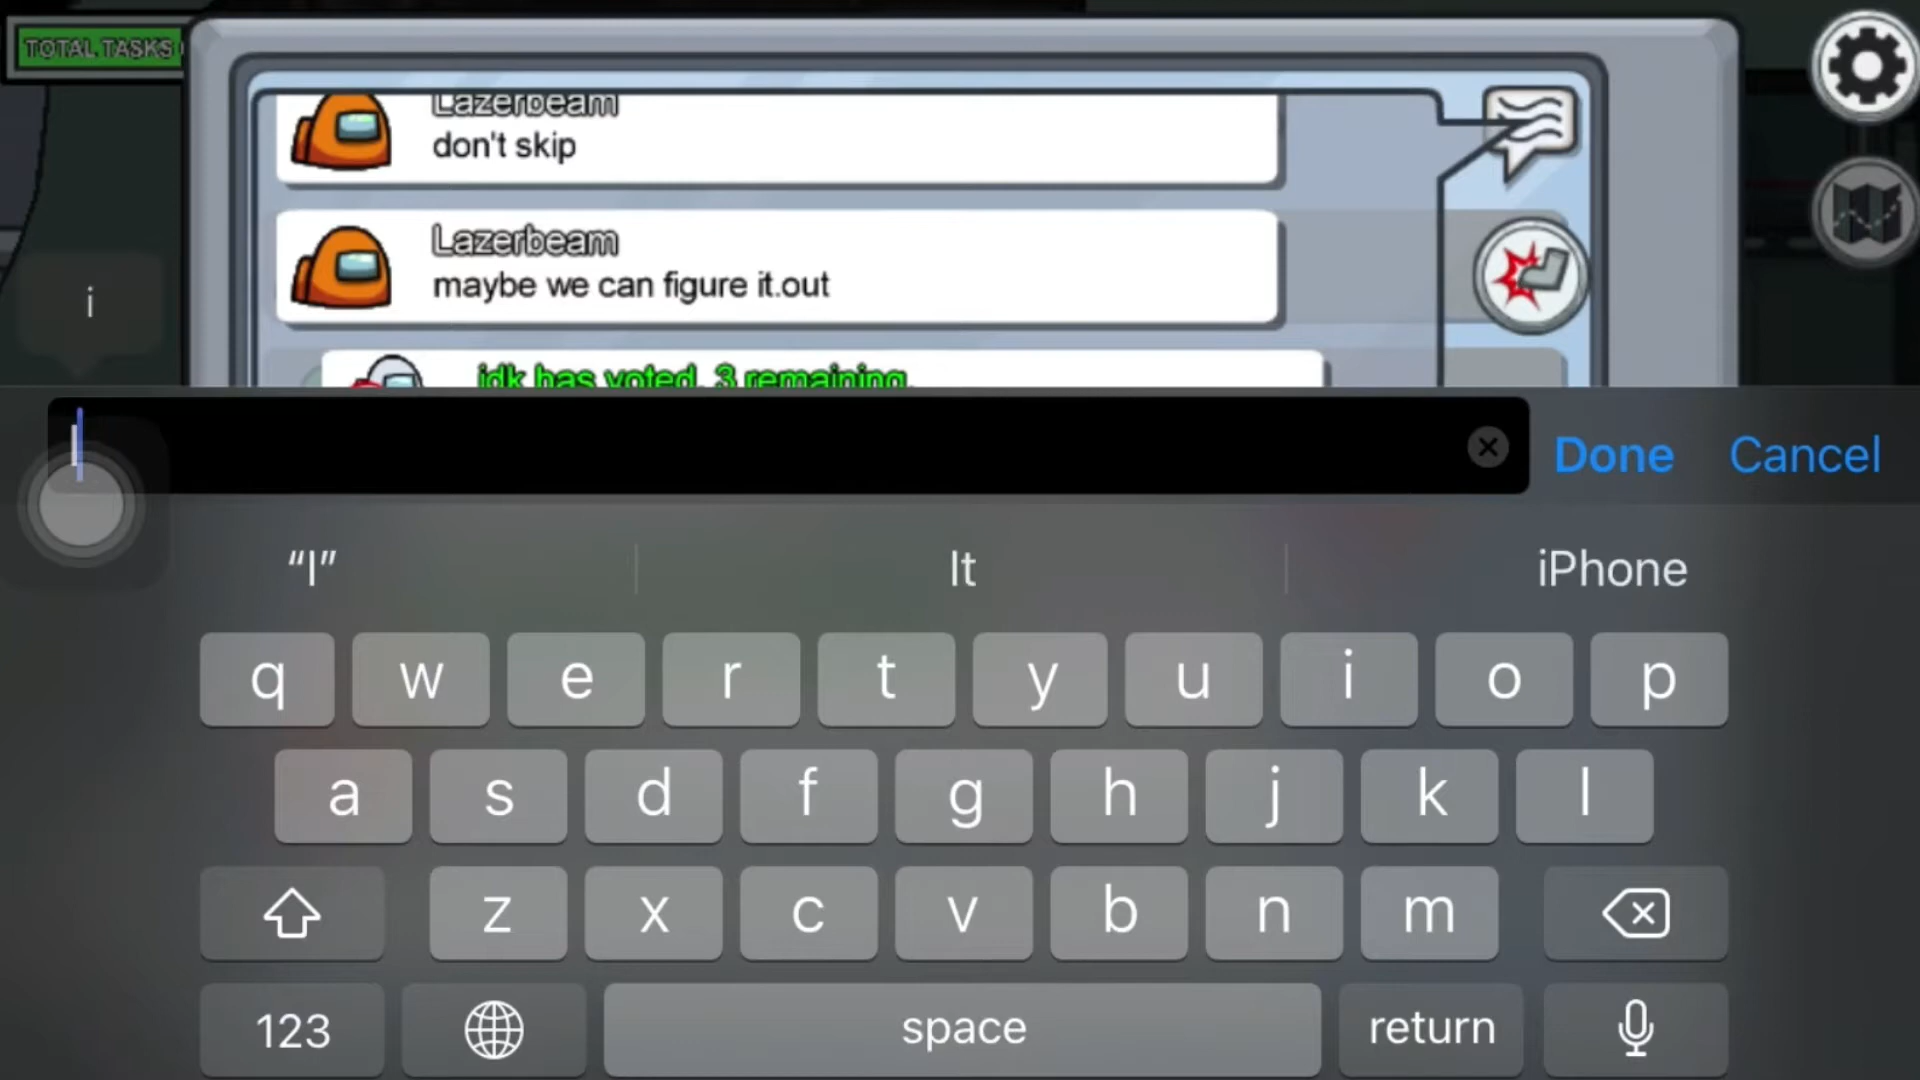 TOTAL TASKS
Lazerbeam
don't skip
Lazerbeam
maybe we can figure it.out
i
idk has voted. 3 remaining.
I
Done
Cancel
“I”
It
iPhone
q w e r t y u i o p
a s d f g h j k l
z x c v b n m
123
space
return